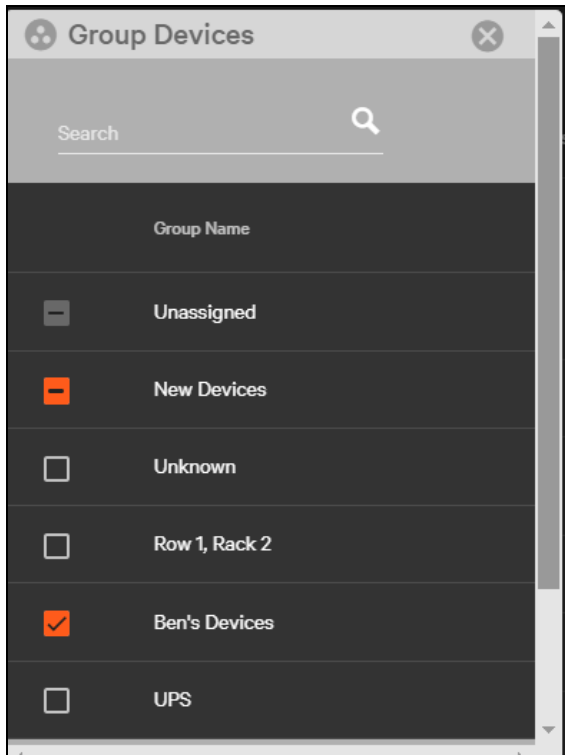 Group Devices
Search
Group Name
Unassigned
New Devices
Unknown
Row 1, Rack 2
Ben's Devices
UPS